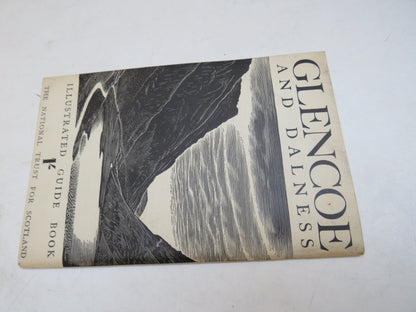 GLENCOE
AND DALNESS
ILLUSTRATED GUIDE BOOK
1/-
THE NATIONAL TRUST FOR SCOTLAND